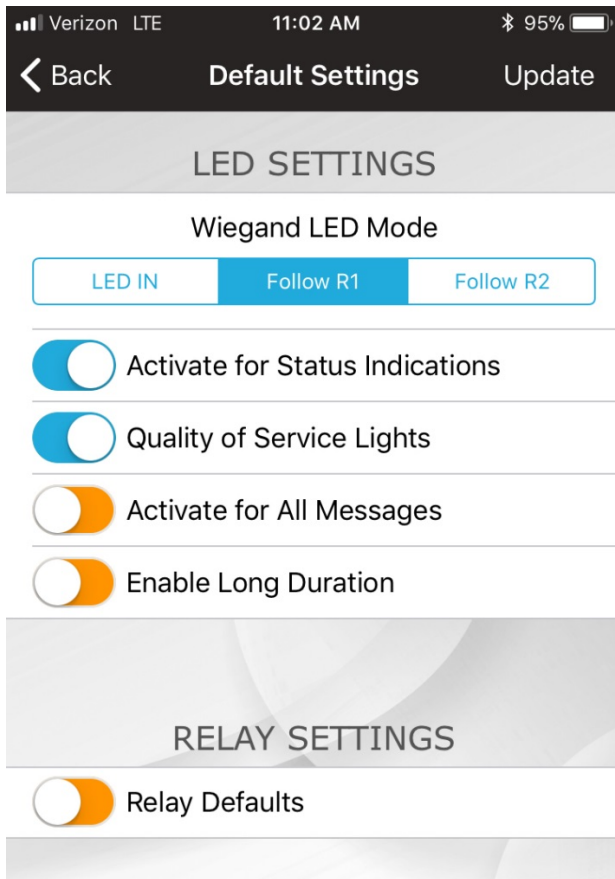 Verizon LTE 11:02 AM 95%
Back Default Settings Update
LED SETTINGS
Wiegand LED Mode
LED IN Follow R1 Follow R2
Activate for Status Indications
Quality of Service Lights
Activate for All Messages
Enable Long Duration
RELAY SETTINGS
Relay Defaults